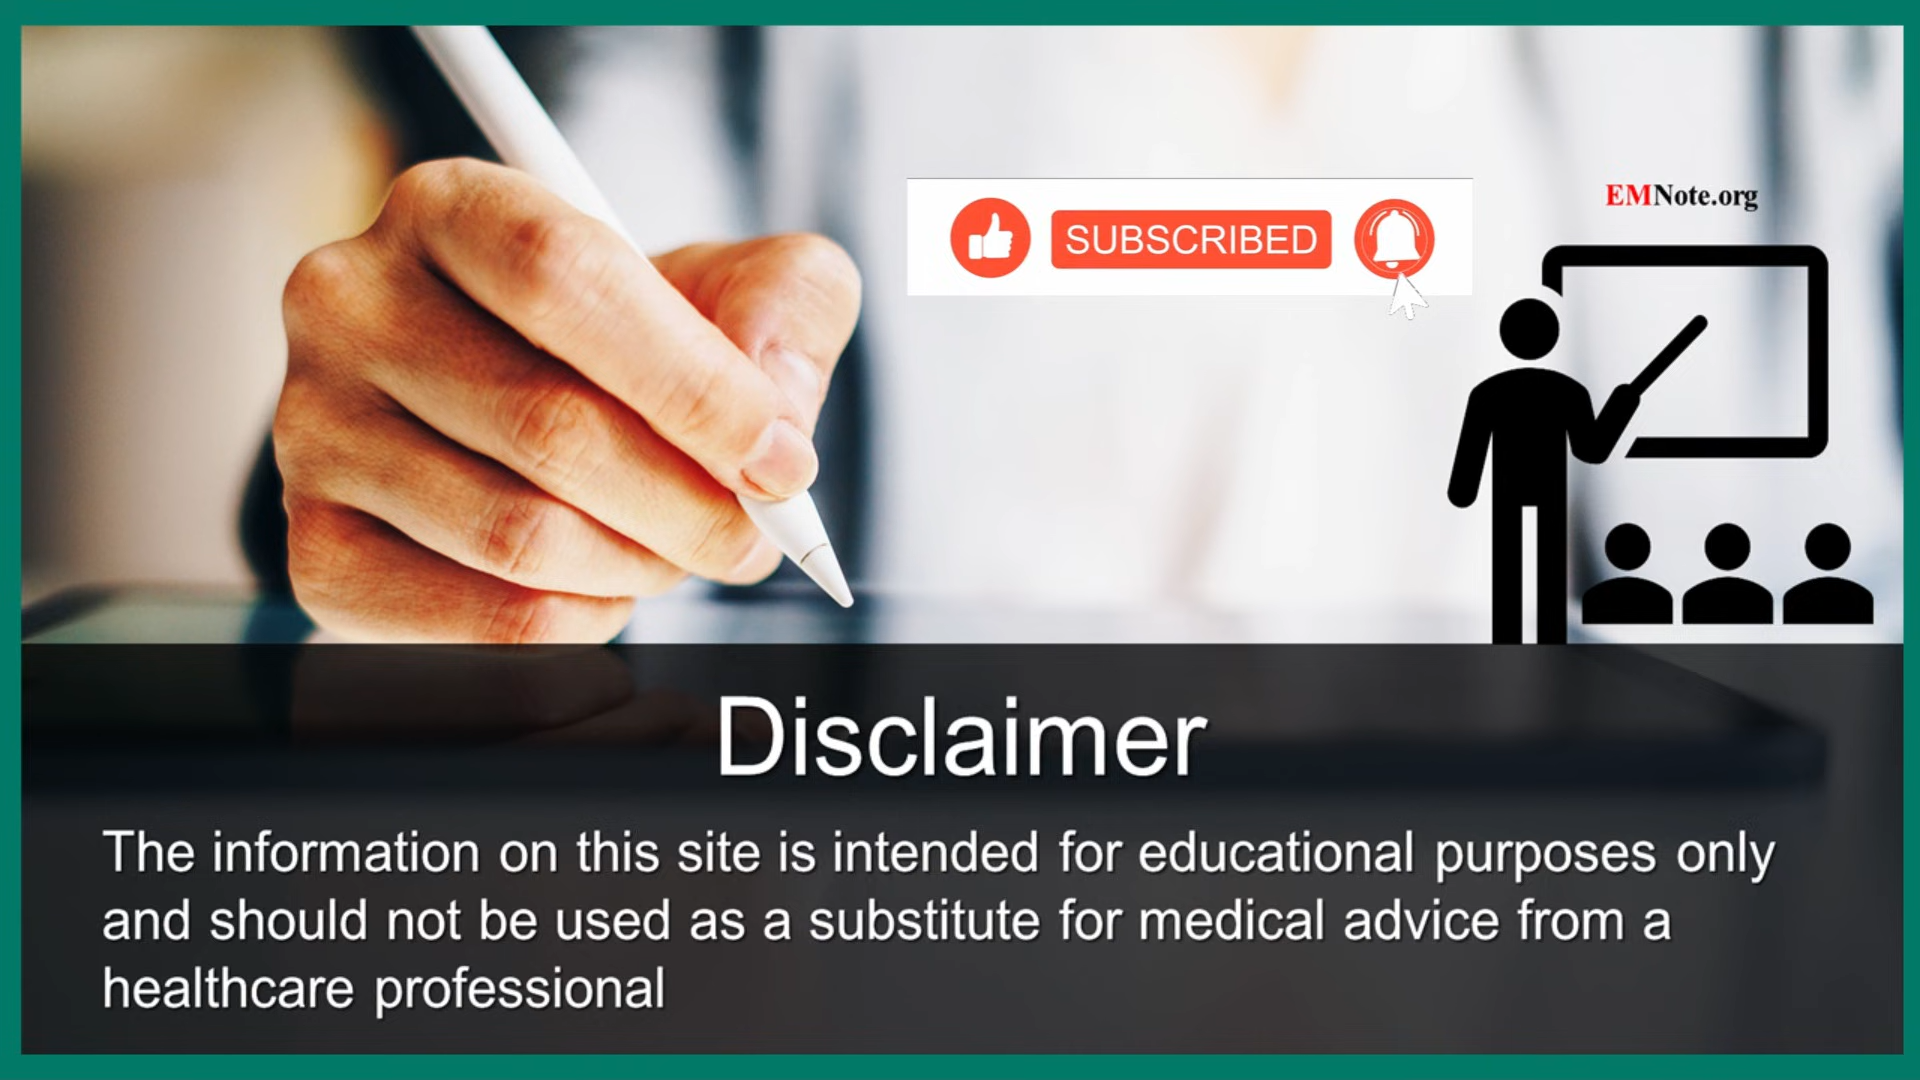 EMNote.org
SUBSCRIBED
Disclaimer
The information on this site is intended for educational purposes only
and should not be used as a substitute for medical advice from a
healthcare professional